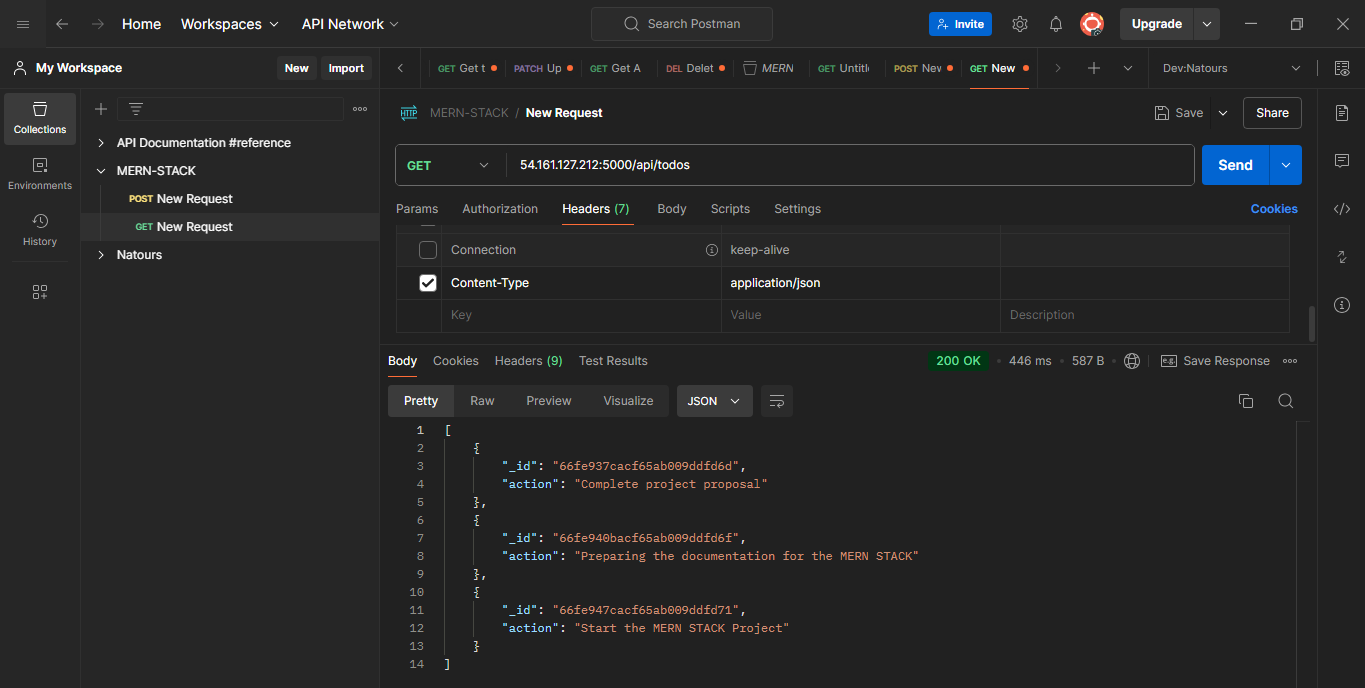 Home Workspaces API Network Search Postman Invite Upgrade
My Workspace New Import GET Get t PATCH Up GET Get A DEL Delet MERN GET Untitl POST Nev GET New Dev:Natours
Collections
Environments
History
API Documentation #reference
MERN-STACK
POST New Request
GET New Request
Natours
HTTP MERN-STACK / New Request Save Share
GET 54.161.127.212:5000/api/todos Send
Params Authorization Headers (7) Body Scripts Settings Cookies
Connection keep-alive
Content-Type application/json
Key Value Description
Body Cookies Headers (9) Test Results 200 OK • 446 ms • 587 B • e.g. Save Response
Pretty Raw Preview Visualize JSON
1 [
2 {
3 "_id": "66fe937cacf65ab009ddfd6d",
4 "action": "Complete project proposal"
5 },
6 {
7 "_id": "66fe940bacf65ab009ddfd6f",
8 "action": "Preparing the documentation for the MERN STACK"
9 },
10 {
11 "_id": "66fe947cacf65ab009ddfd71",
12 "action": "Start the MERN STACK Project"
13 }
14 ]